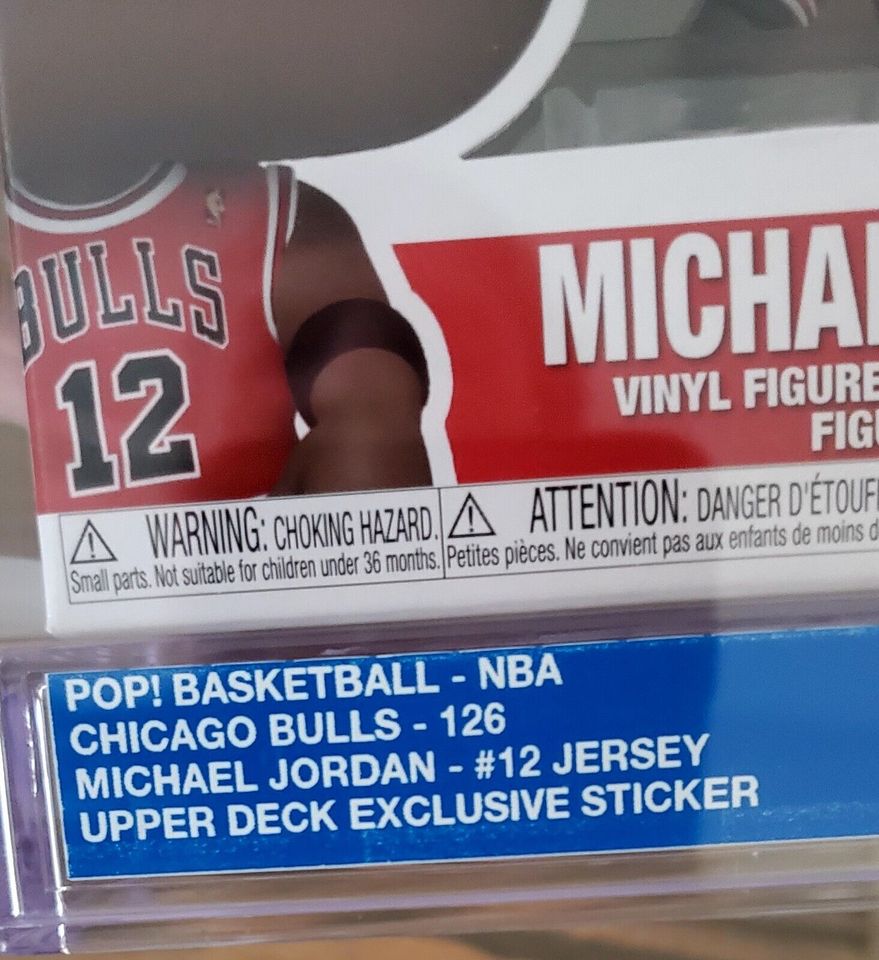 BULLS
12
MICHA
VINYL FIGURE
FIGU
WARNING: CHOKING HAZARD.
Small parts. Not suitable for children under 36 months.
ATTENTION: DANGER D'ÉTOUF
Petites pièces. Ne convient pas aux enfants de moins d
POP! BASKETBALL - NBA
CHICAGO BULLS - 126
MICHAEL JORDAN - #12 JERSEY
UPPER DECK EXCLUSIVE STICKER